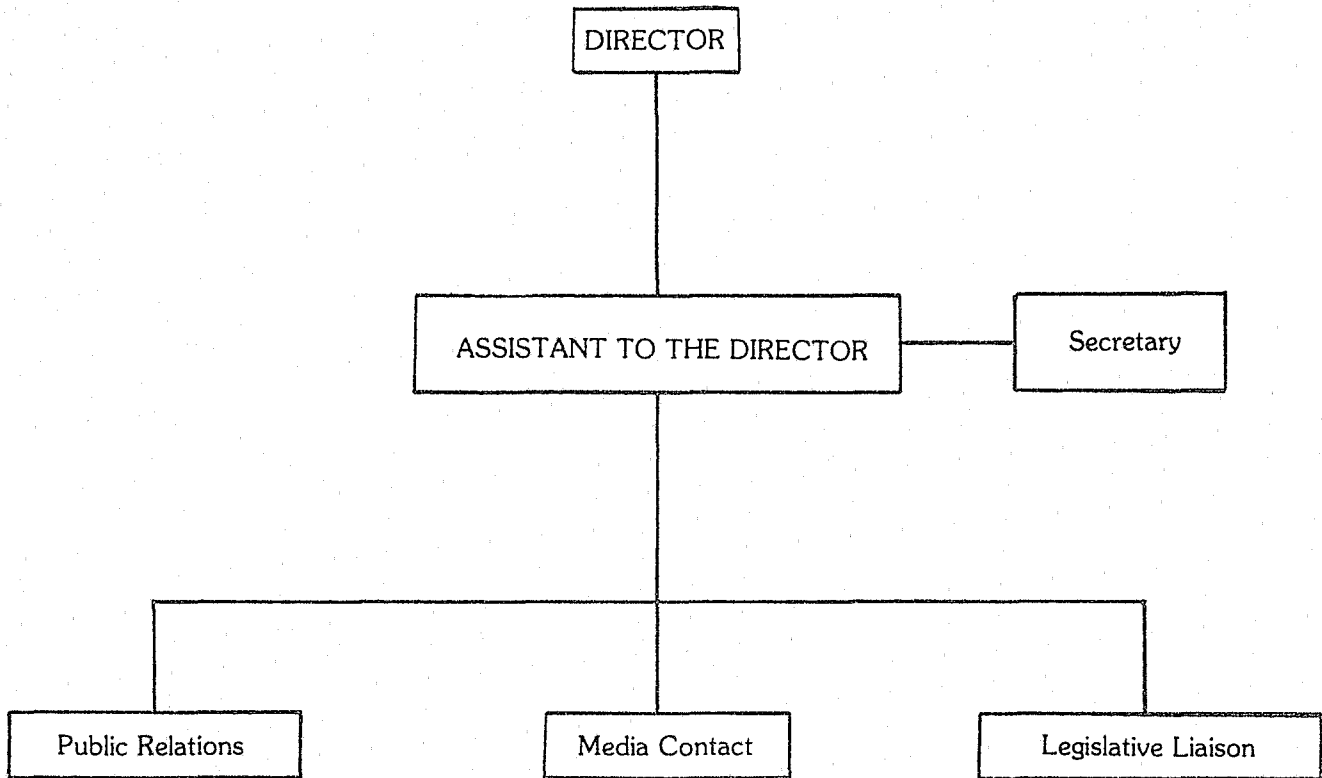 DIRECTOR
ASSISTANT TO THE DIRECTOR
Secretary
Public Relations
Media Contact
Legislative Liaison